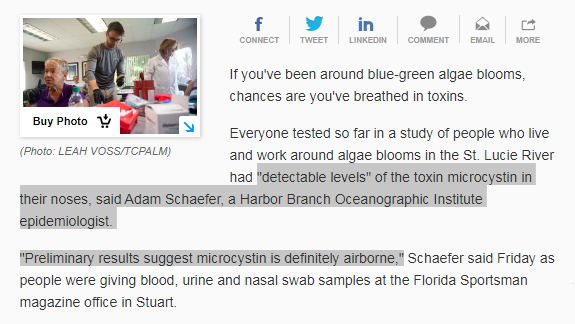 CONNECT
TWEET
LINKEDIN
COMMENT
EMAIL
MORE
Buy Photo
(Photo: LEAH VOSS/TCPALM)
If you've been around blue-green algae blooms,
chances are you've breathed in toxins.
Everyone tested so far in a study of people who live
and work around algae blooms in the St. Lucie River
had "detectable levels" of the toxin microcystin in
their noses, said Adam Schaefer, a Harbor Branch Oceanographic Institute
epidemiologist.
"Preliminary results suggest microcystin is definitely airborne," Schaefer said Friday as
people were giving blood, urine and nasal swab samples at the Florida Sportsman
magazine office in Stuart.